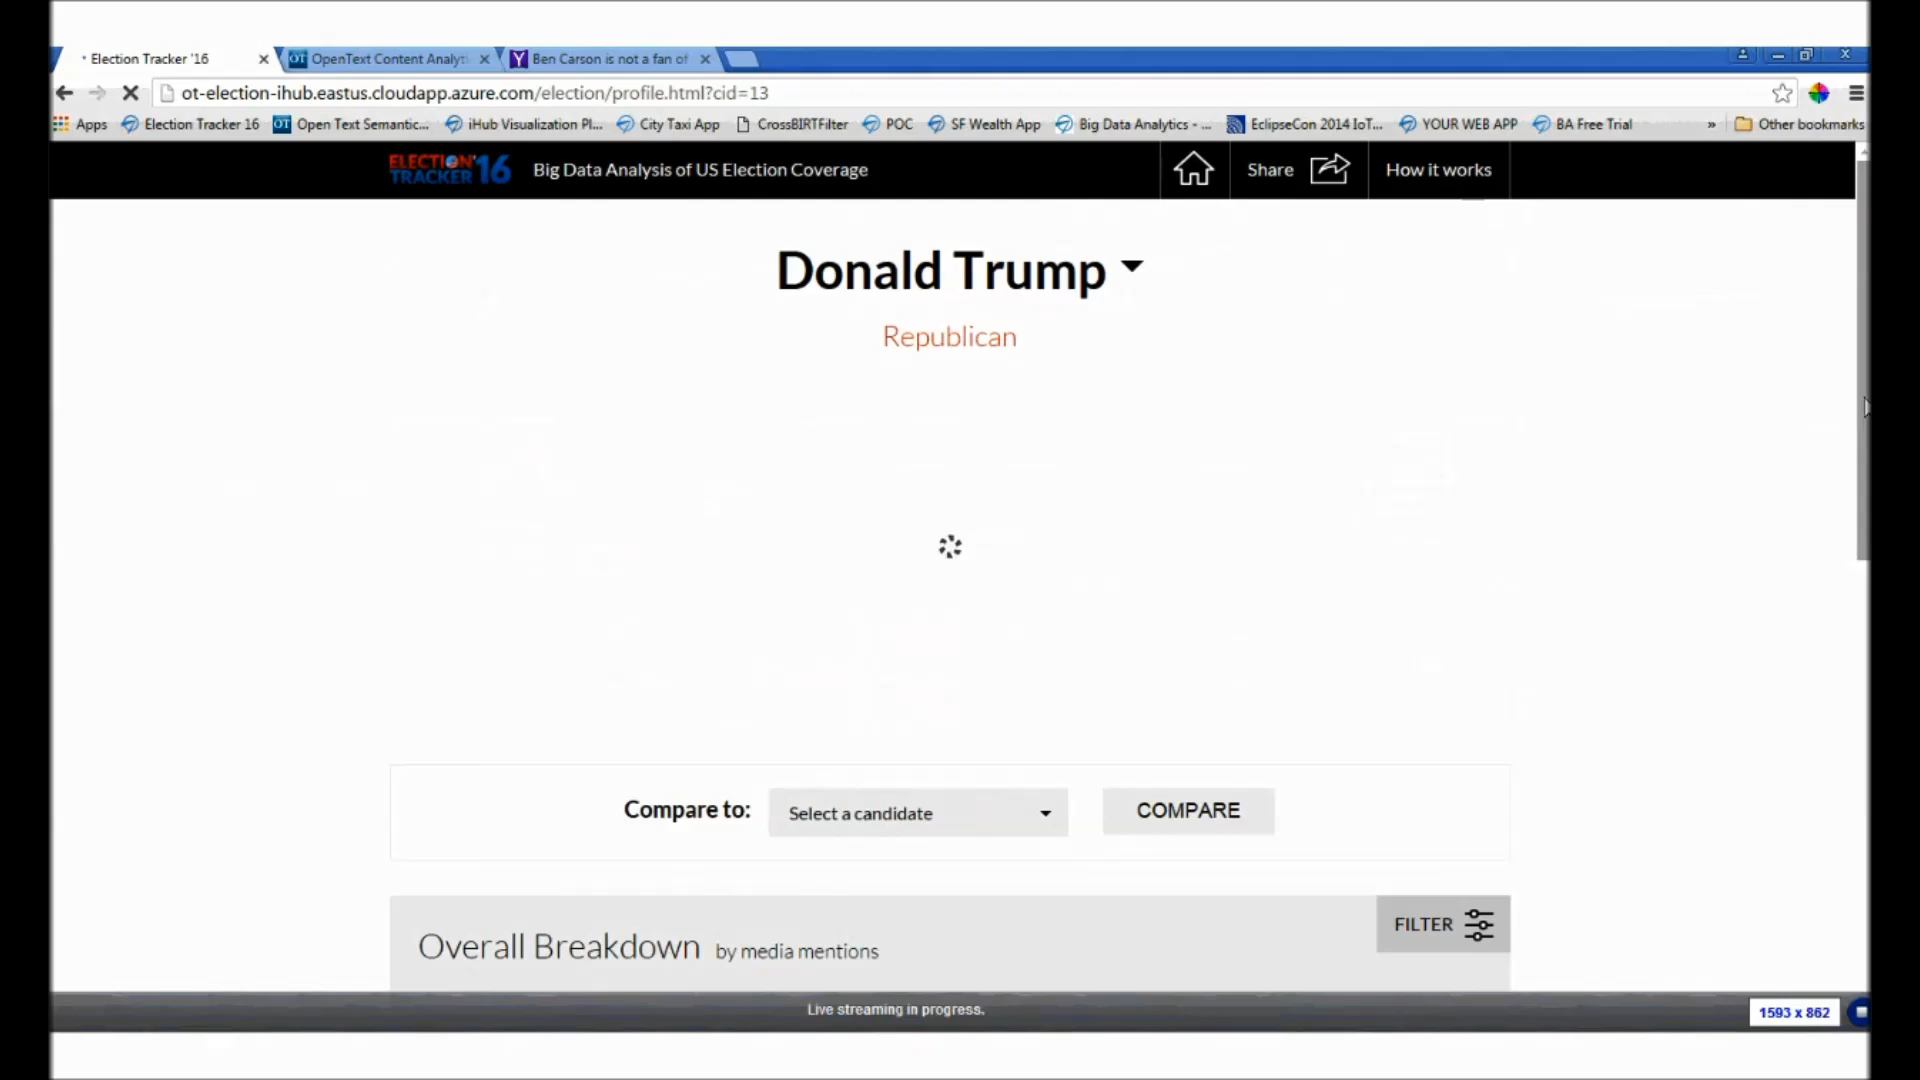 Election Tracker '16
OpenText Content Analyt
Ben Carson is not a fan of
ot-election-ihub.eastus.cloudapp.azure.com/election/profile.html?cid=13
Apps
Election Tracker 16
Open Text Semantic...
iHub Visualization Pl...
City Taxi App
CrossBIRTFilter
POC
SF Wealth App
Big Data Analytics - ...
EclipseCon 2014 IoT...
YOUR WEB APP
BA Free Trial
»
Other bookmarks
ELECTION TRACKER '16
Big Data Analysis of US Election Coverage
Share
How it works
Donald Trump
Republican
Compare to:
Select a candidate
COMPARE
FILTER
Overall Breakdown by media mentions
Live streaming in progress.
1593 x 862